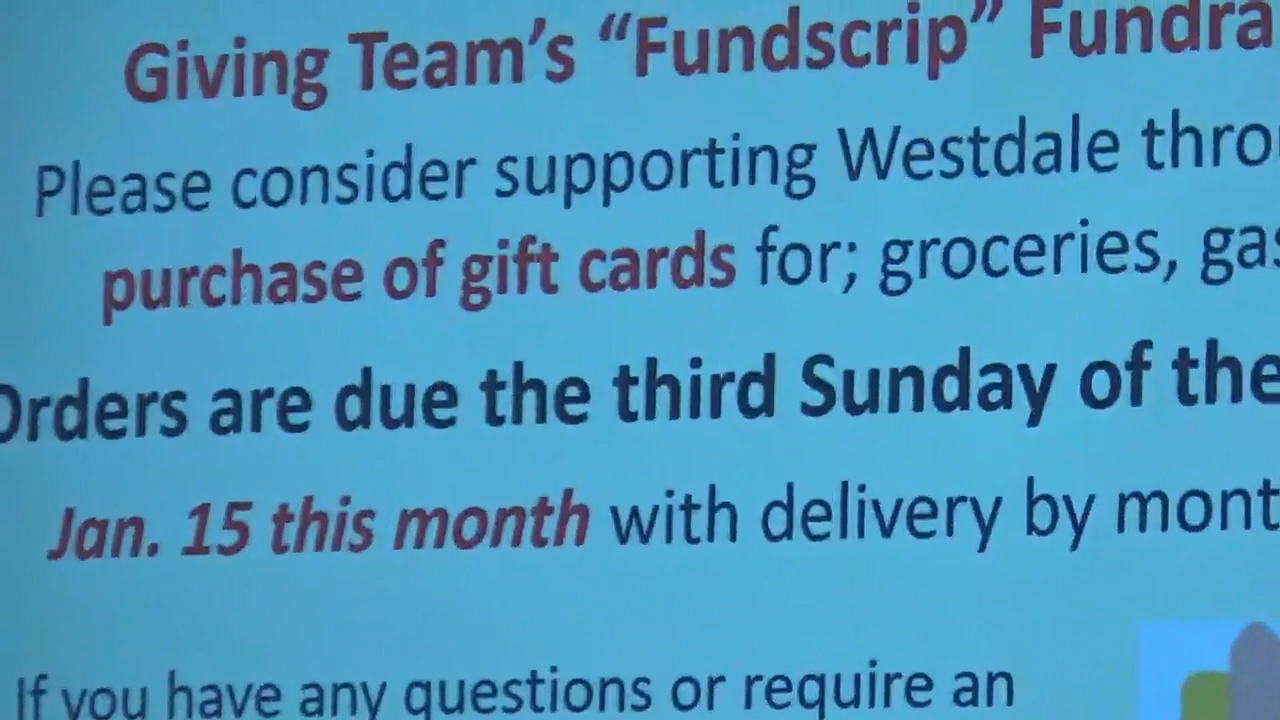 Giving Team's “Fundscrip” Fundra
Please consider supporting Westdale thro
purchase of gift cards for; groceries, gas
Orders are due the third Sunday of the
Jan. 15 this month with delivery by mont
If you have any questions or require an